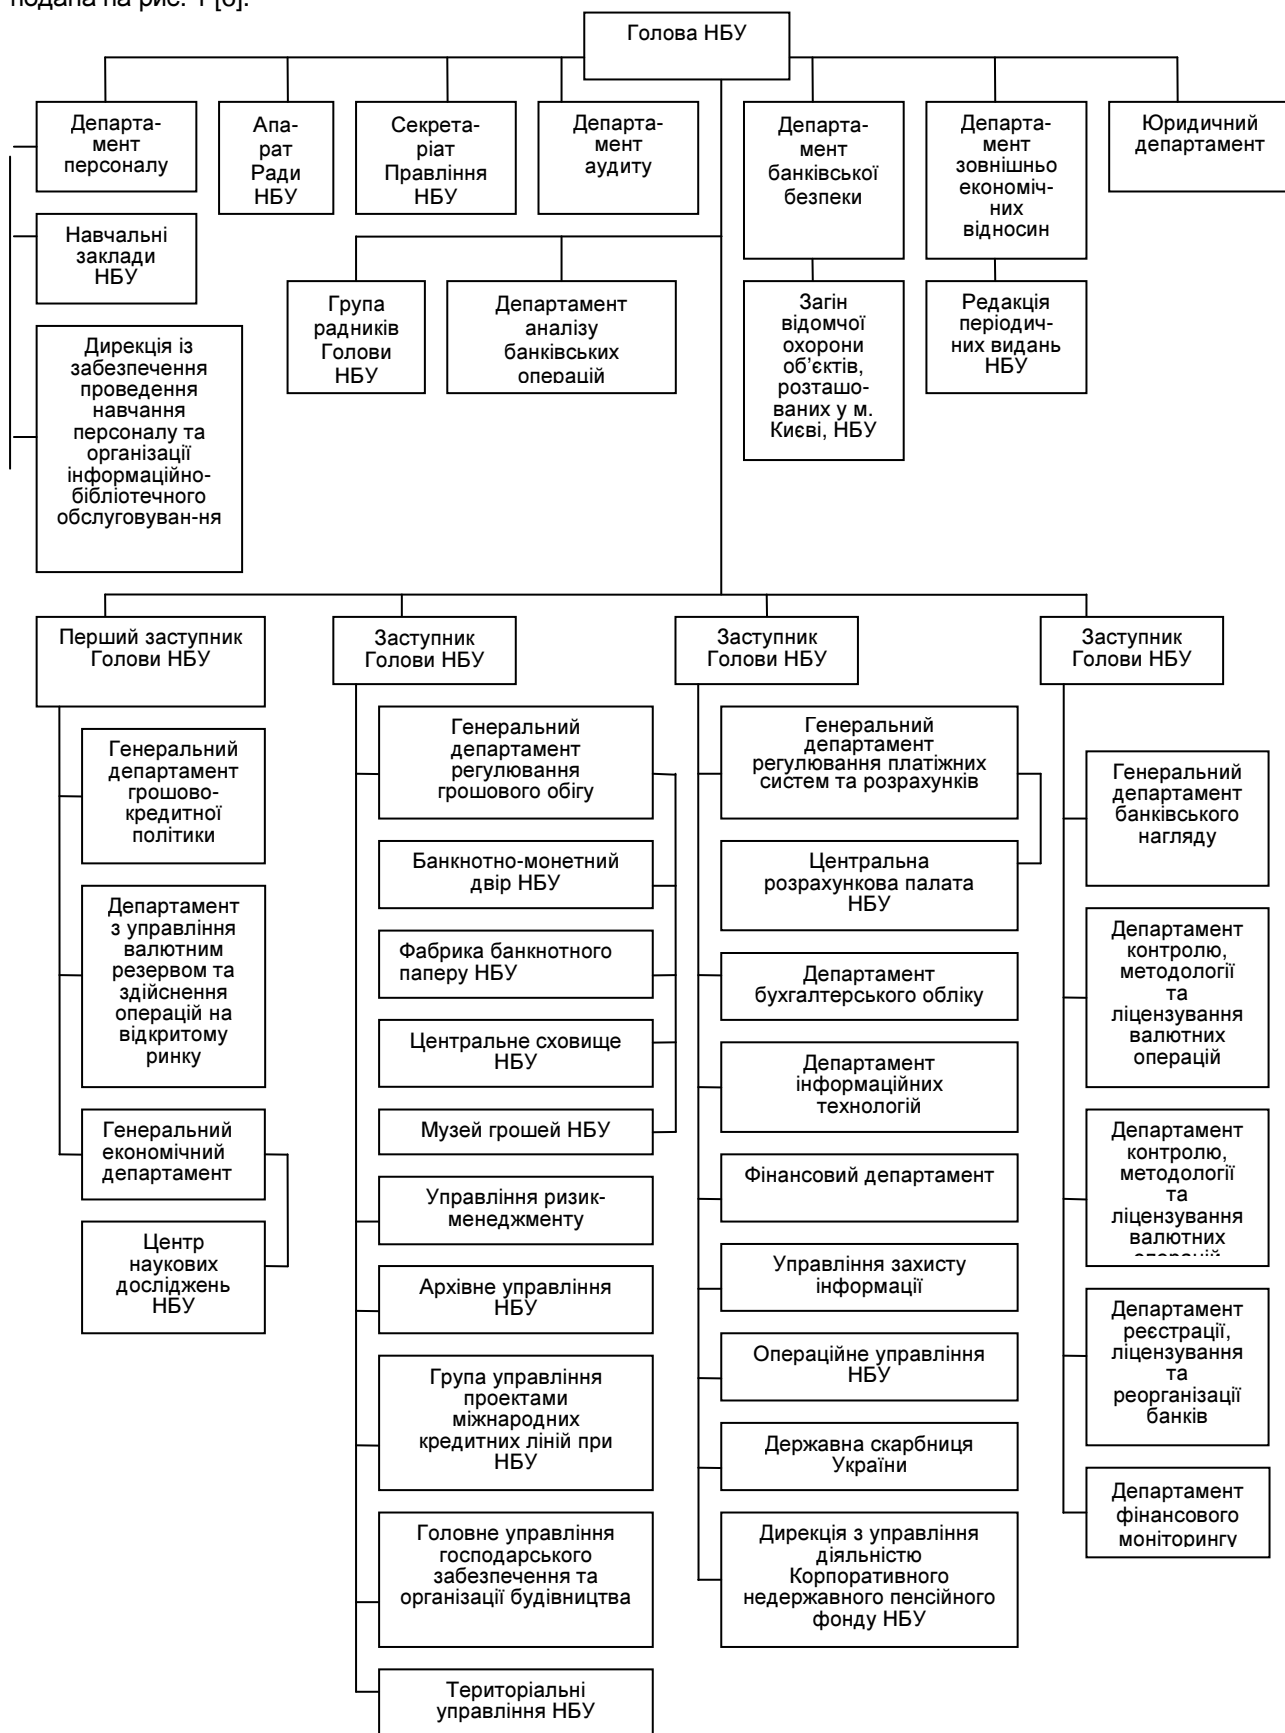 подана на рис. 1 [6].
Голова НБУ
Департа-
мент
персоналу
Апа-
рат
Ради
НБУ
Секрета-
ріат
Правління
НБУ
Департа-
мент
аудиту
Департа-
мент
банківської
безпеки
Департа-
мент
зовнішньо
економіч-
них
відносин
Юридичний
департамент
Навчальні
заклади
НБУ
Група
радників
Голови
НБУ
Департамент
аналізу
банківських
операцій
Загін
відомчої
охорони
об’єктів,
розташо-
ваних у м.
Києві, НБУ
Редакція
періодич-
них видань
НБУ
Дирекція із
забезпечення
проведення
навчання
персоналу та
організації
інформаційно-
бібліотечного
обслуговуван-ня
Перший заступник
Голови НБУ
Заступник
Голови НБУ
Заступник
Голови НБУ
Заступник
Голови НБУ
Генеральний
департамент
грошово-
кредитної
політики
Департамент
з управління
валютним
резервом та
здійснення
операцій на
відкритому
ринку
Генеральний
економічний
департамент
Центр
наукових
досліджень
НБУ
Генеральний
департамент
регулювання
грошового обігу
Банкнотно-монетний
двір НБУ
Фабрика банкнотного
паперу НБУ
Центральне сховище
НБУ
Музей грошей НБУ
Управління ризик-
менеджменту
Архівне управління
НБУ
Група управління
проектами
міжнародних
кредитних ліній при
НБУ
Головне управління
господарського
забезпечення та
організації будівництва
Територіальні
управління НБУ
Генеральний
департамент
регулювання платіжних
систем та розрахунків
Центральна
розрахункова палата
НБУ
Департамент
бухгалтерського обліку
Департамент
інформаційних
технологій
Фінансовий департамент
Управління захисту
інформації
Операційне управління
НБУ
Державна скарбниця
України
Дирекція з управління
діяльністю
Корпоративного
недержавного пенсійного
фонду НБУ
Генеральний
департамент
банківського
нагляду
Департамент
контролю,
методології
та
ліцензування
валютних
операцій
Департамент
контролю,
методології
та
ліцензування
валютних
операцій
Департамент
реєстрації,
ліцензування
та
реорганізації
банків
Департамент
фінансового
моніторингу